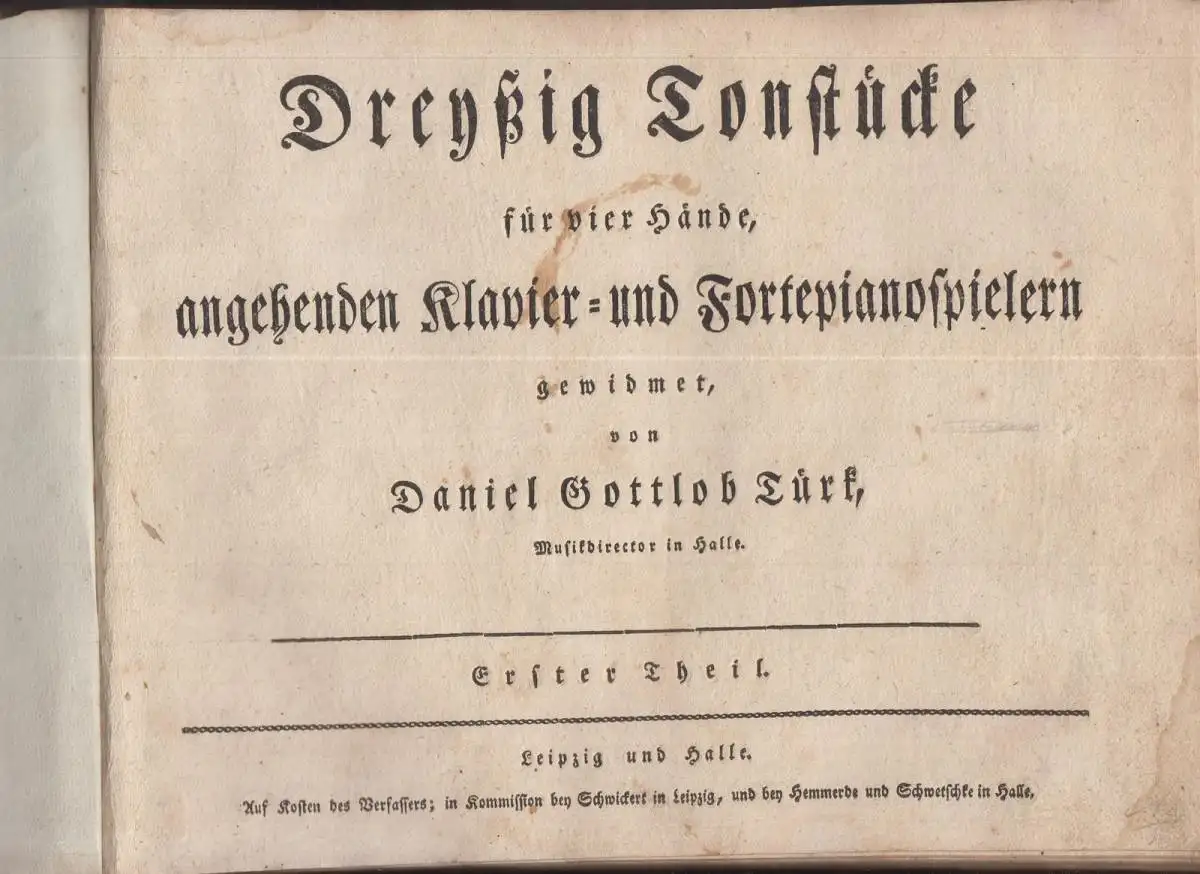 Dreyßig Tonstücke
für vier Hände,
angehenden Klavier=und Fortepianospielern
gewidmet,
von
Daniel Gottlob Türk,
Musikdirector in Halle.
Erster Theil.
Leipzig und Halle.
Auf Kosten des Verfassers; in Kommission bey Schwickert in Leipzig, und bey Hemmerde und Schwetschke in Halle.